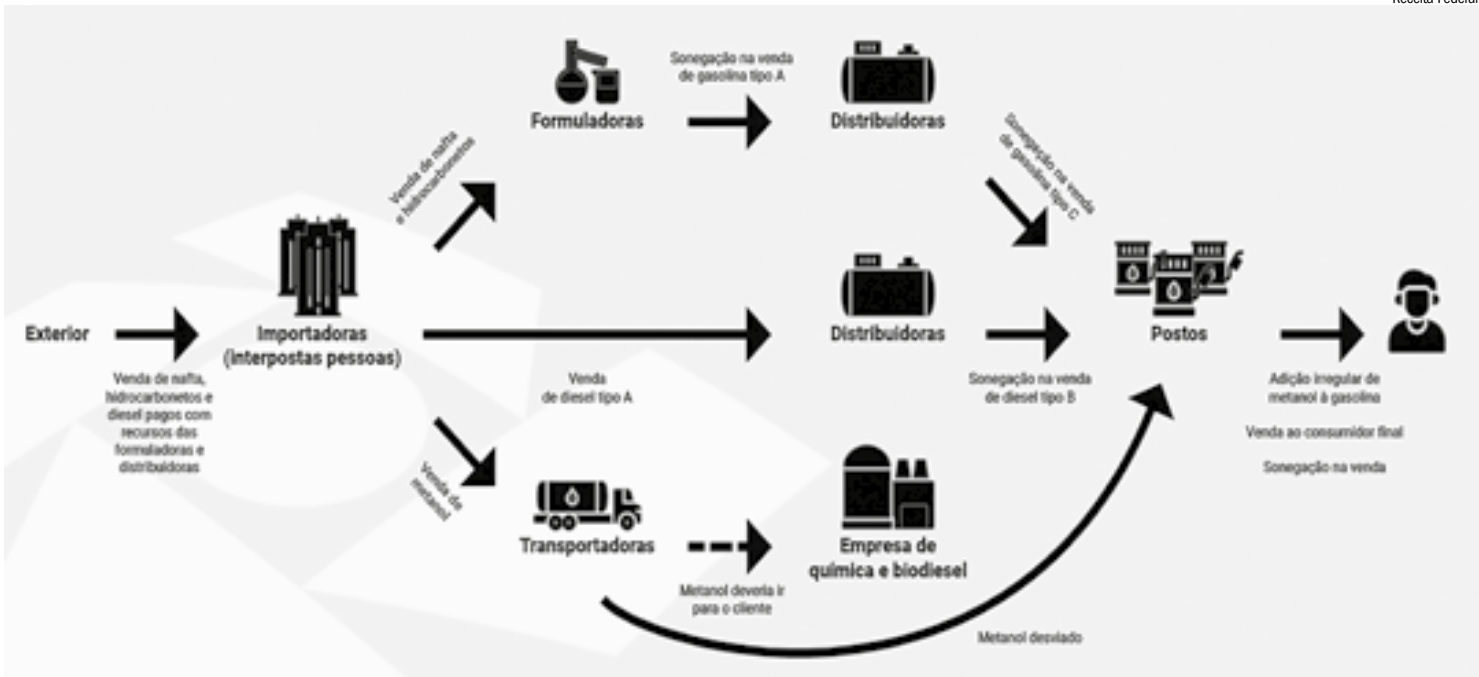 Receita Federal
Sonegação na venda
de gasolina tipo A
Formuladoras
Distribuidoras
Venda de nafta
e hidrocarbonetos
Sonegação na venda
de gasolina tipo C
Exterior
Importadoras
(interpostas pessoas)
Distribuidoras
Postos
Venda de nafta,
hidrocarbonetos e
diesel pagos com
recursos das
formuladoras e
distribuidoras
Venda
de diesel tipo A
Sonegação na venda
de diesel tipo B
Adição irregular de
metanol à gasolina
Venda ao consumidor final
Sonegação na venda
Venda de
metanol
Transportadoras
Empresa de
química e biodiesel
Metanol deveria ir
para o cliente
Metanol desviado